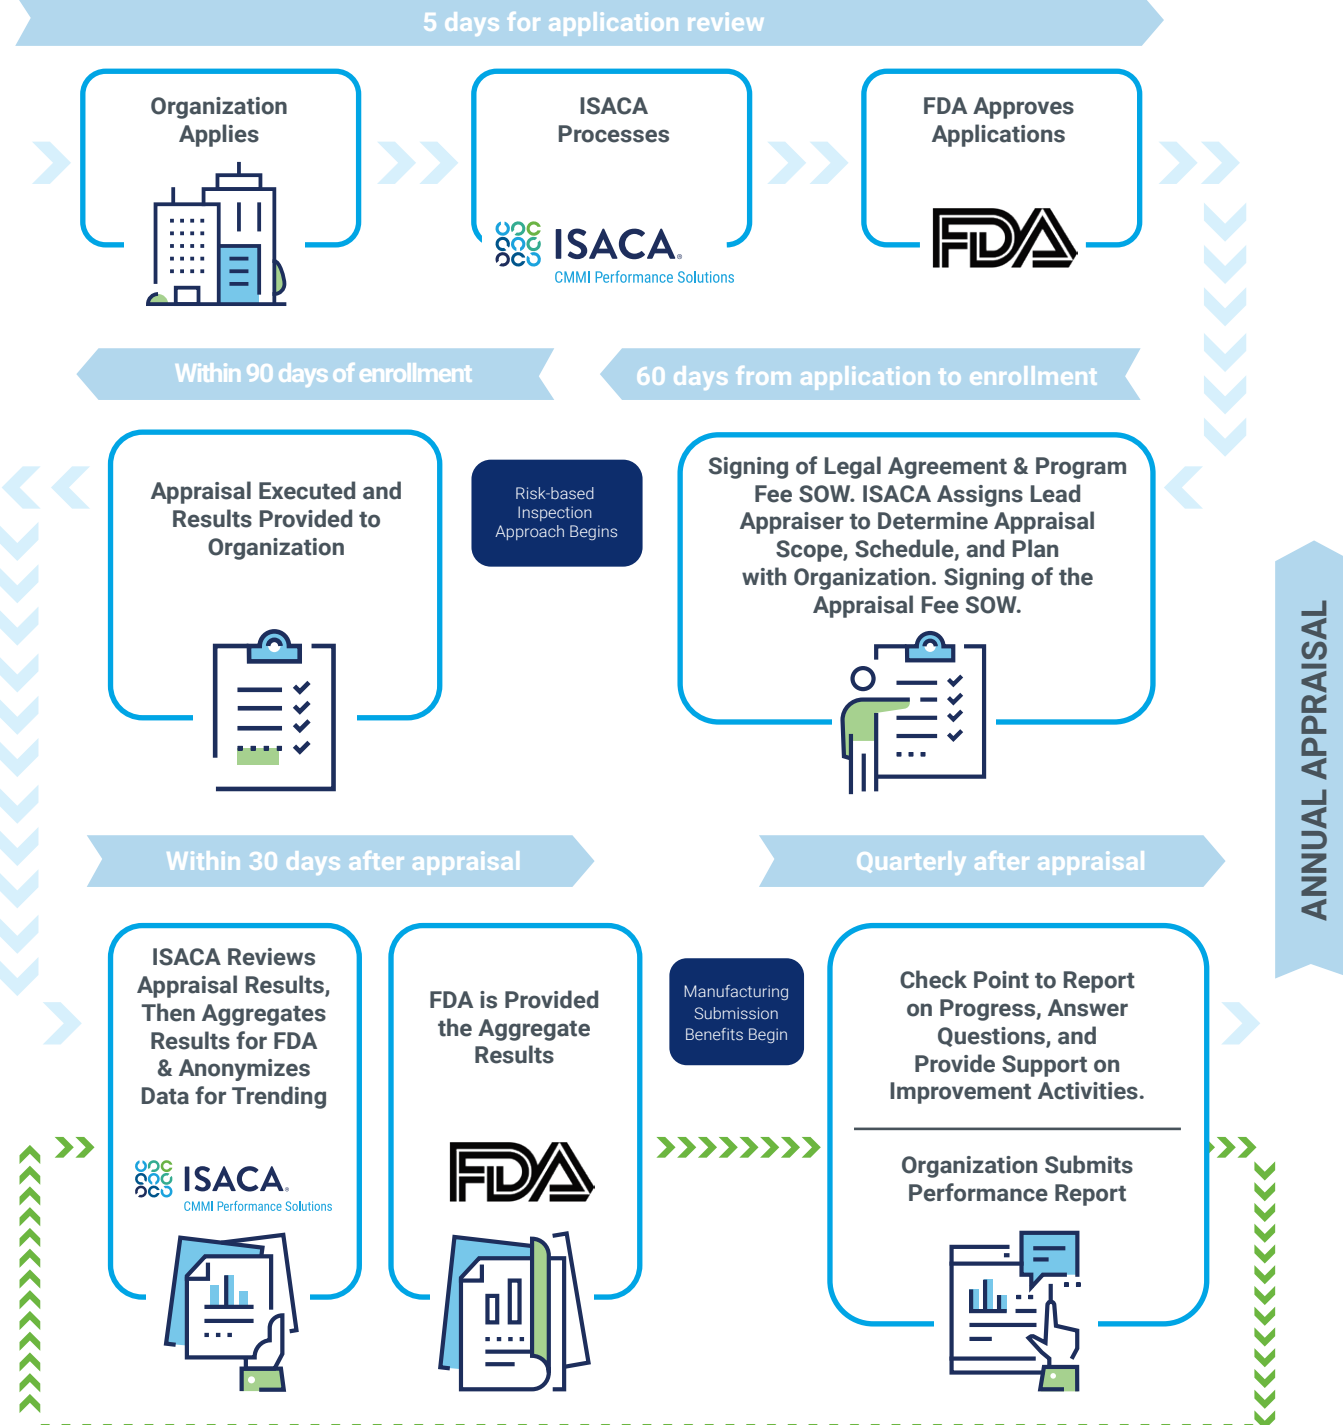 5 days for application review
Organization
Applies
ISACA
Processes
ISACA®
CMMI Performance Solutions
FDA Approves
Applications
FDA
Within 90 days of enrollment
60 days from application to enrollment
Appraisal Executed and
Results Provided to
Organization
Risk-based
Inspection
Approach Begins
Signing of Legal Agreement & Program
Fee SOW. ISACA Assigns Lead
Appraiser to Determine Appraisal
Scope, Schedule, and Plan
with Organization. Signing of the
Appraisal Fee SOW.
ANNUAL APPRAISAL
Within 30 days after appraisal
Quarterly after appraisal
ISACA Reviews
Appraisal Results,
Then Aggregates
Results for FDA
& Anonymizes
Data for Trending
ISACA®
CMMI Performance Solutions
FDA is Provided
the Aggregate
Results
FDA
Manufacturing
Submission
Benefits Begin
Check Point to Report
on Progress, Answer
Questions, and
Provide Support on
Improvement Activities.
Organization Submits
Performance Report